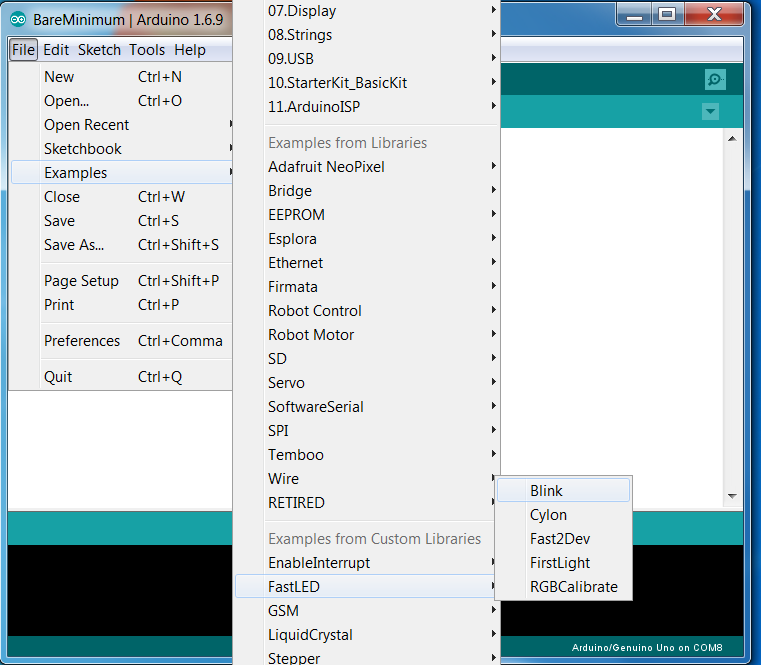 BareMinimum | Arduino 1.6.9
File Edit Sketch Tools Help
New Ctrl+N
Open... Ctrl+O
Open Recent
Sketchbook
Examples
Close Ctrl+W
Save Ctrl+S
Save As... Ctrl+Shift+S
Page Setup Ctrl+Shift+P
Print Ctrl+P
Preferences Ctrl+Comma
Quit Ctrl+Q
07.Display
08.Strings
09.USB
10.StarterKit_BasicKit
11.ArduinoISP
Examples from Libraries
Adafruit NeoPixel
Bridge
EEPROM
Esplora
Ethernet
Firmata
Robot Control
Robot Motor
SD
Servo
SoftwareSerial
SPI
Temboo
Wire
RETIRED
Examples from Custom Libraries
EnableInterrupt
FastLED
GSM
LiquidCrystal
Stepper
Blink
Cylon
Fast2Dev
FirstLight
RGBCalibrate
Arduino/Genuino Uno on COM8